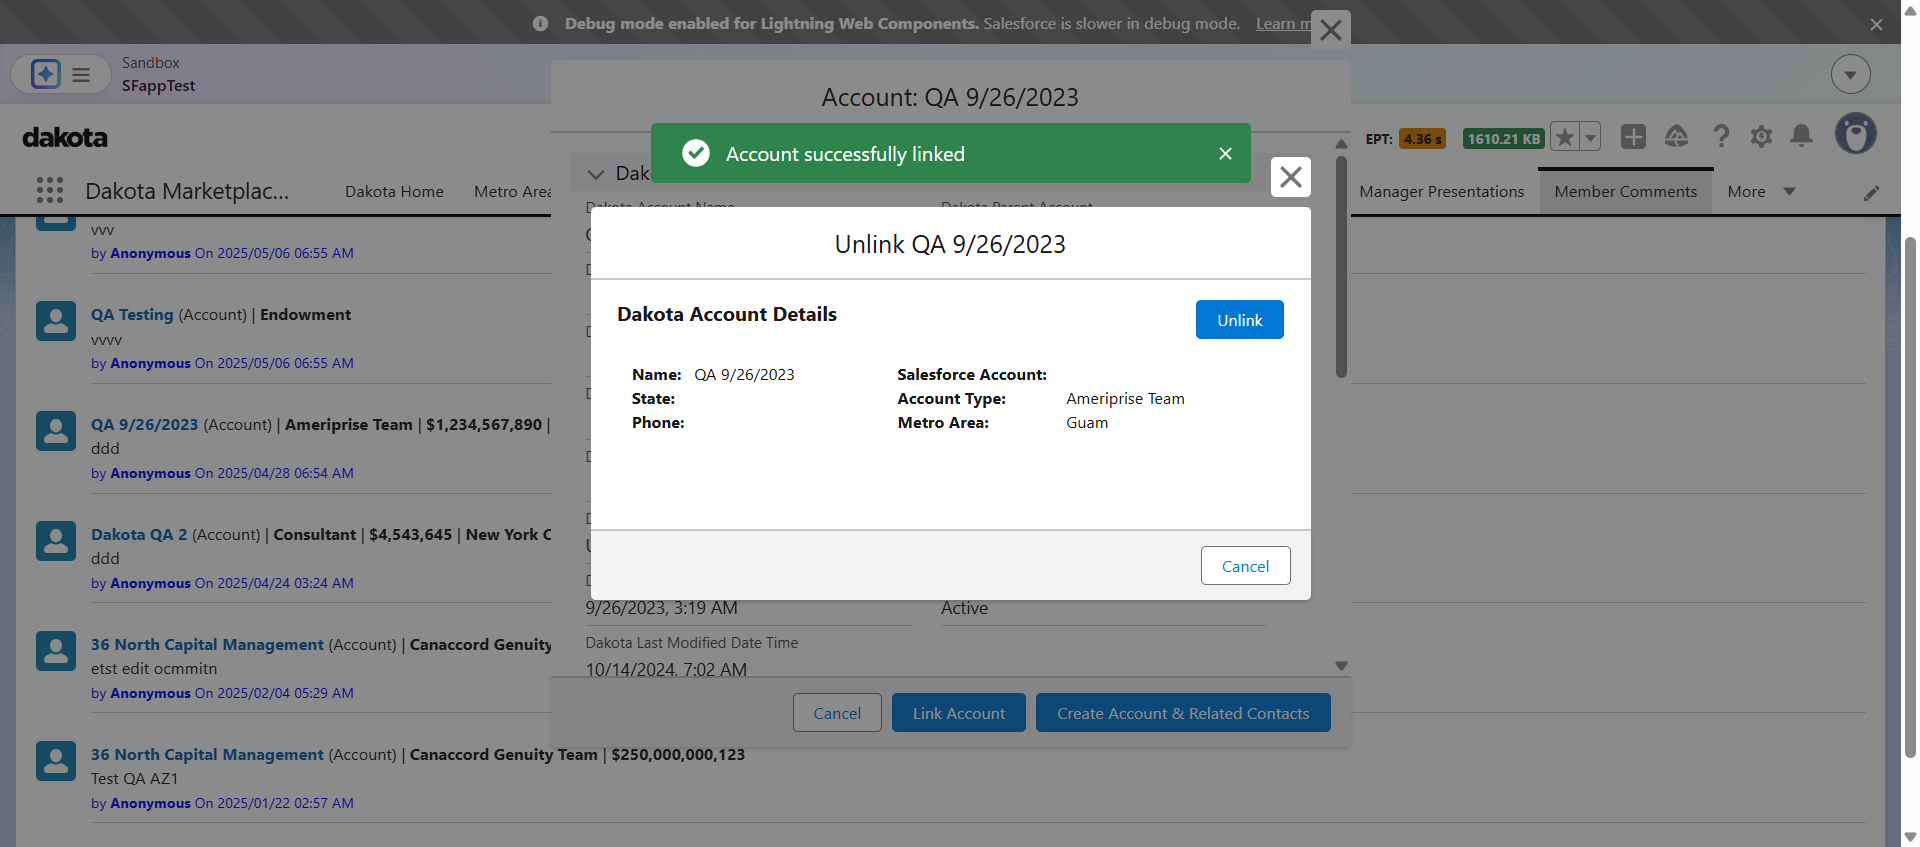 Debug mode enabled for Lightning Web Components. Salesforce is slower in debug mode. Learn m
Sandbox
SFappTest
Account: QA 9/26/2023
dakota
Account successfully linked
EPT: 4.36 s 1610.21 KB
Dak
Dakota Marketplac... Dakota Home Metro Area Manager Presentations Member Comments More
Dakota Account Name Dakota Parent Account
vvv
by Anonymous On 2025/05/06 06:55 AM
Unlink QA 9/26/2023
Dakota Account Details
Unlink
Name: QA 9/26/2023
State:
Phone:
Salesforce Account:
Account Type: Ameriprise Team
Metro Area: Guam
Cancel
QA Testing (Account) | Endowment
vvvv
by Anonymous On 2025/05/06 06:55 AM
QA 9/26/2023 (Account) | Ameriprise Team | $1,234,567,890 |
ddd
by Anonymous On 2025/04/28 06:54 AM
Dakota QA 2 (Account) | Consultant | $4,543,645 | New York C
ddd
by Anonymous On 2025/04/24 03:24 AM
9/26/2023, 3:19 AM Active
Dakota Last Modified Date Time
10/14/2024, 7:02 AM
Cancel Link Account Create Account & Related Contacts
36 North Capital Management (Account) | Canaccord Genuity
etst edit ocmmitn
by Anonymous On 2025/02/04 05:29 AM
36 North Capital Management (Account) | Canaccord Genuity Team | $250,000,000,123
Test QA AZ1
by Anonymous On 2025/01/22 02:57 AM